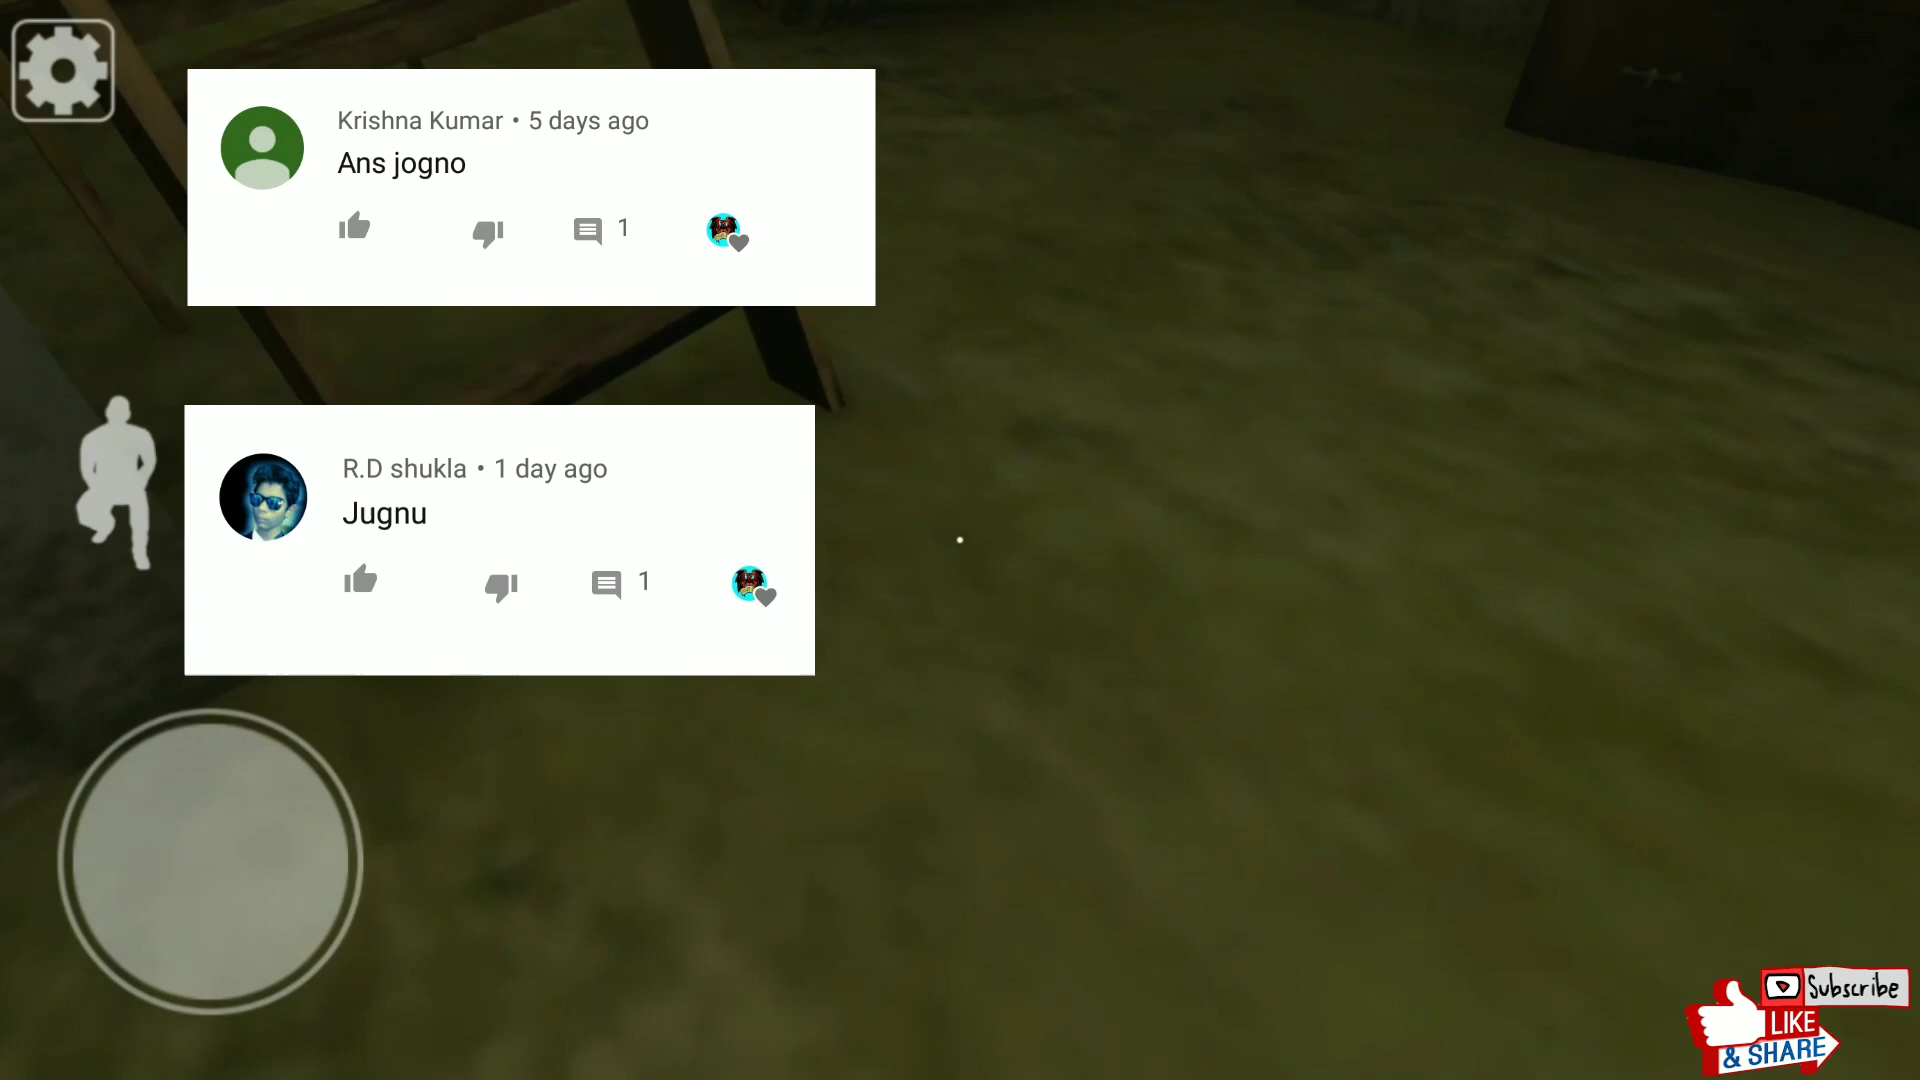 Krishna Kumar • 5 days ago
Ans jogno
1
R.D shukla • 1 day ago
Jugnu
1
Subscribe
LIKE
& SHARE